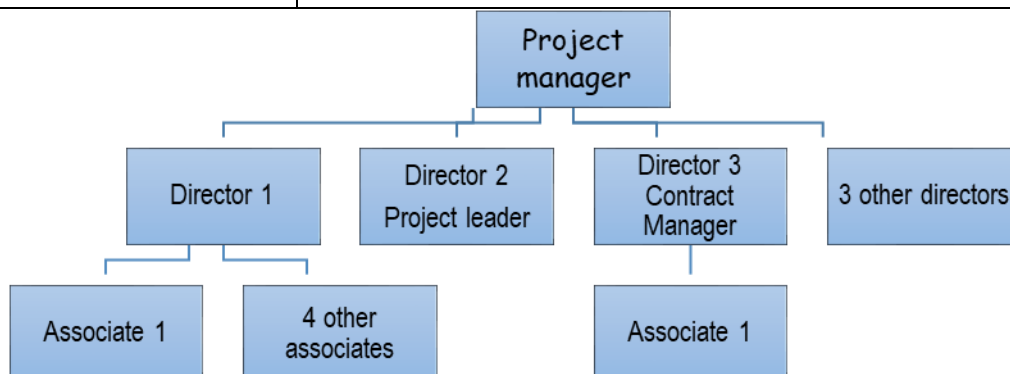 Project
manager
Director 1
Director 2
Project leader
Director 3
Contract
Manager
3 other directors
Associate 1
4 other
associates
Associate 1